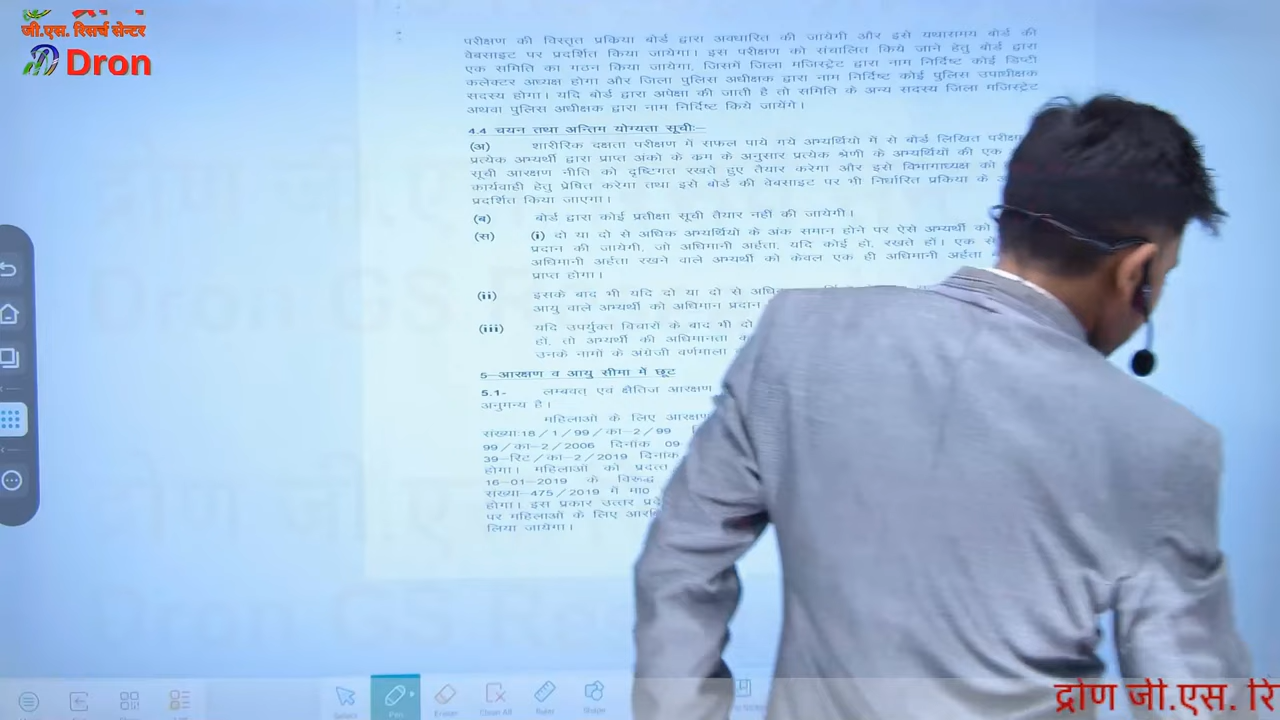 जी.एस. रिसर्च सेन्टर
Dron
परीक्षण की विस्तृत प्रक्रिया बोर्ड द्वारा अवधारित की जायेगी और इसे यथासमय बोर्ड की
वेबसाइट पर प्रदर्शित किया जायेगा। इस परीक्षण को संचालित किये जाने हेतु बोर्ड द्वारा
एक समिति का गठन किया जायेगा, जिसमें जिला मजिस्ट्रेट द्वारा नाम निर्दिष्ट कोई डिप्टी
कलेक्टर अध्यक्ष होगा और जिला पुलिस अधीक्षक द्वारा नाम निर्दिष्ट कोई पुलिस उपाधीक्षक
सदस्य होगा। यदि बोर्ड द्वारा अपेक्षा की जाती है तो समिति के अन्य सदस्य जिला मजिस्ट्रेट
अथवा पुलिस अधीक्षक द्वारा नाम निर्दिष्ट किये जायेंगे।
4.4 चयन तथा अन्तिम योग्यता सूचीः–
(अ) शारीरिक दक्षता परीक्षण में सफल पाये गये अभ्यर्थियो में से बोर्ड लिखित
प्रत्येक अभ्यर्थी द्वारा प्राप्त अंको के क्रम के अनुसार प्रत्येक श्रेणी के अभ्यर्थियों की एक
सूची आरक्षण नीति को दृष्टिगत रखते हुए तैयार करेगा और इसे विभागाध्यक्ष को
कार्यवाही हेतु प्रेषित करेगा तथा इसे बोर्ड की वेबसाइट पर भी निर्धारित प्रक्रिया के
प्रदर्शित किया जाएगा।
(ब) बोर्ड द्वारा कोई प्रतीक्षा सूची तैयार नहीं की जायेगी।
(स) (i) दो या दो से अधिक अभ्यर्थियों के अंक समान होने पर ऐसे अभ्यर्थी को
प्रदान की जायेगी, जो अधिमानी अर्हता, यदि कोई हो, रखते हों। एक से
अधिमानी अर्हता रखने वाले अभ्यर्थी को केवल एक ही अधिमानी अर्हता
प्राप्त होगा।
(ii) इसके बाद भी यदि दो या दो से
आयु वाले अभ्यर्थी को अधिमान प्रदान
(iii) यदि उपर्युक्त विचारों के बाद भी दो
हों, तो अभ्यर्थी की अधिमानता
उनके नामों के अंग्रेजी वर्णमाला
5–आरक्षण व आयु सीमा में छूट
5.1- लम्बवत् एवं क्षैतिज आरक्षण
अनुमन्य है।
महिलाओं के लिए आरक्षण
संख्या:18/1/99/का-2/99
99/का-2/2006 दिनॉक 09
39-रिट/का-2/2019 दिनांक
होगा। महिलाओं को प्रदत्त
16-01-2019 के विरूद्ध
संख्या-475/2019 में मा0
होगा। इस प्रकार उत्तर
पर महिलाओं के लिए
लिया जायेगा।
Select Pen Eraser Clean All Ruler Shape
द्रोण जी.एस. रि